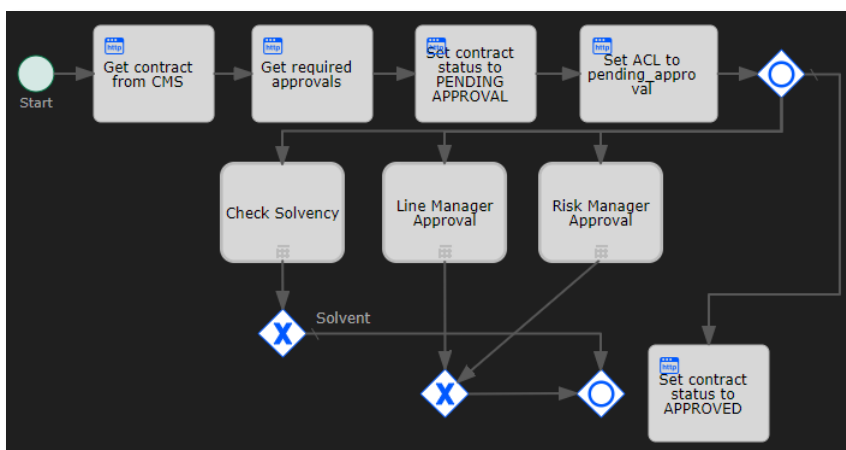 http
Get contract
from CMS
http
Get required
approvals
http
Set contract
status to
PENDING
APPROVAL
http
Set ACL to
pending_appro
val
Start
Check Solvency
Line Manager
Approval
Risk Manager
Approval
Solvent
X
X
http
Set contract
status to
APPROVED